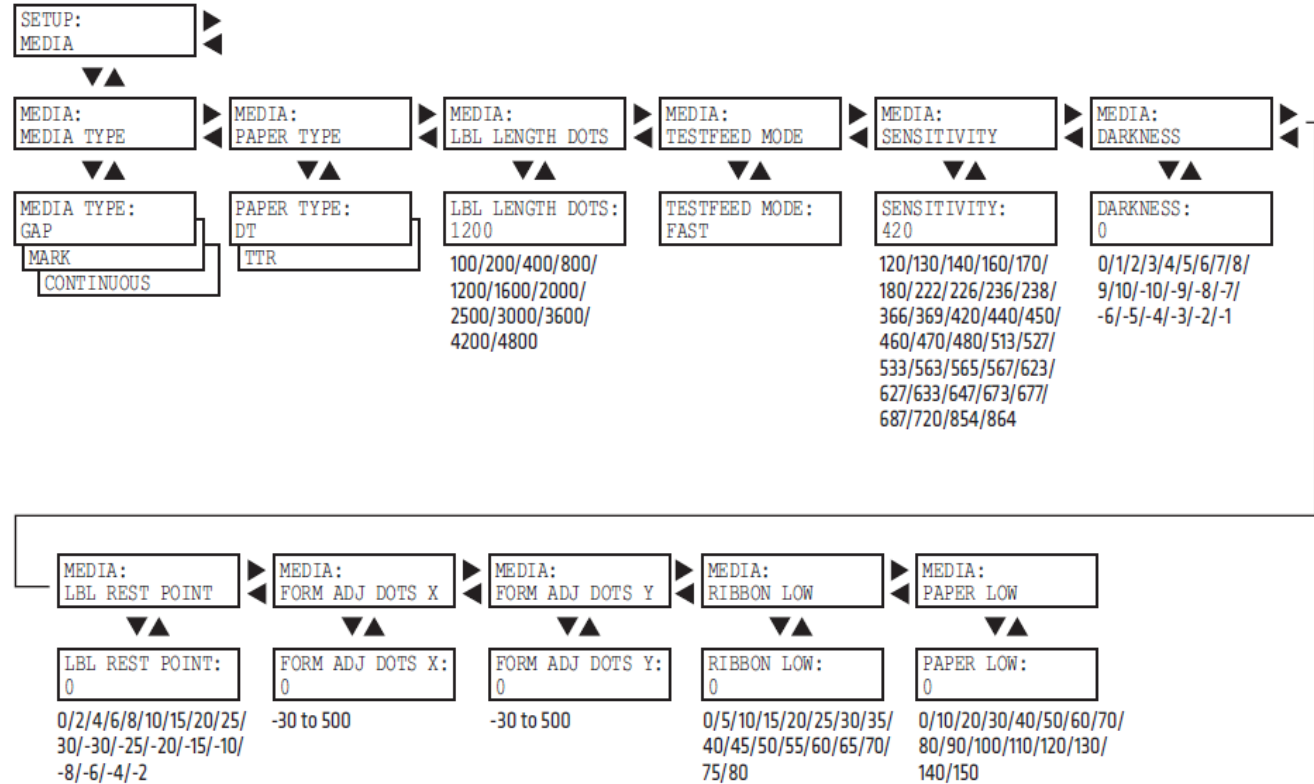 SETUP:
MEDIA
MEDIA:
MEDIA TYPE
MEDIA:
PAPER TYPE
MEDIA:
LBL LENGTH DOTS
MEDIA:
TESTFEED MODE
MEDIA:
SENSITIVITY
MEDIA:
DARKNESS
MEDIA TYPE:
GAP
MARK
CONTINUOUS
PAPER TYPE:
DT
TTR
LBL LENGTH DOTS:
1200
100/200/400/800/
1200/1600/2000/
2500/3000/3600/
4200/4800
TESTFEED MODE:
FAST
SENSITIVITY:
420
120/130/140/160/170/
180/222/226/236/238/
366/369/420/440/450/
460/470/480/513/527/
533/563/565/567/623/
627/633/647/673/677/
687/720/854/864
DARKNESS:
0
0/1/2/3/4/5/6/7/8/
9/10/-10/-9/-8/-7/
-6/-5/-4/-3/-2/-1
MEDIA:
LBL REST POINT
MEDIA:
FORM ADJ DOTS X
MEDIA:
FORM ADJ DOTS Y
MEDIA:
RIBBON LOW
MEDIA:
PAPER LOW
LBL REST POINT:
0
0/2/4/6/8/10/15/20/25/
30/-30/-25/-20/-15/-10/
-8/-6/-4/-2
FORM ADJ DOTS X:
0
-30 to 500
FORM ADJ DOTS Y:
0
-30 to 500
RIBBON LOW:
0
0/5/10/15/20/25/30/35/
40/45/50/55/60/65/70/
75/80
PAPER LOW:
0
0/10/20/30/40/50/60/70/
80/90/100/110/120/130/
140/150